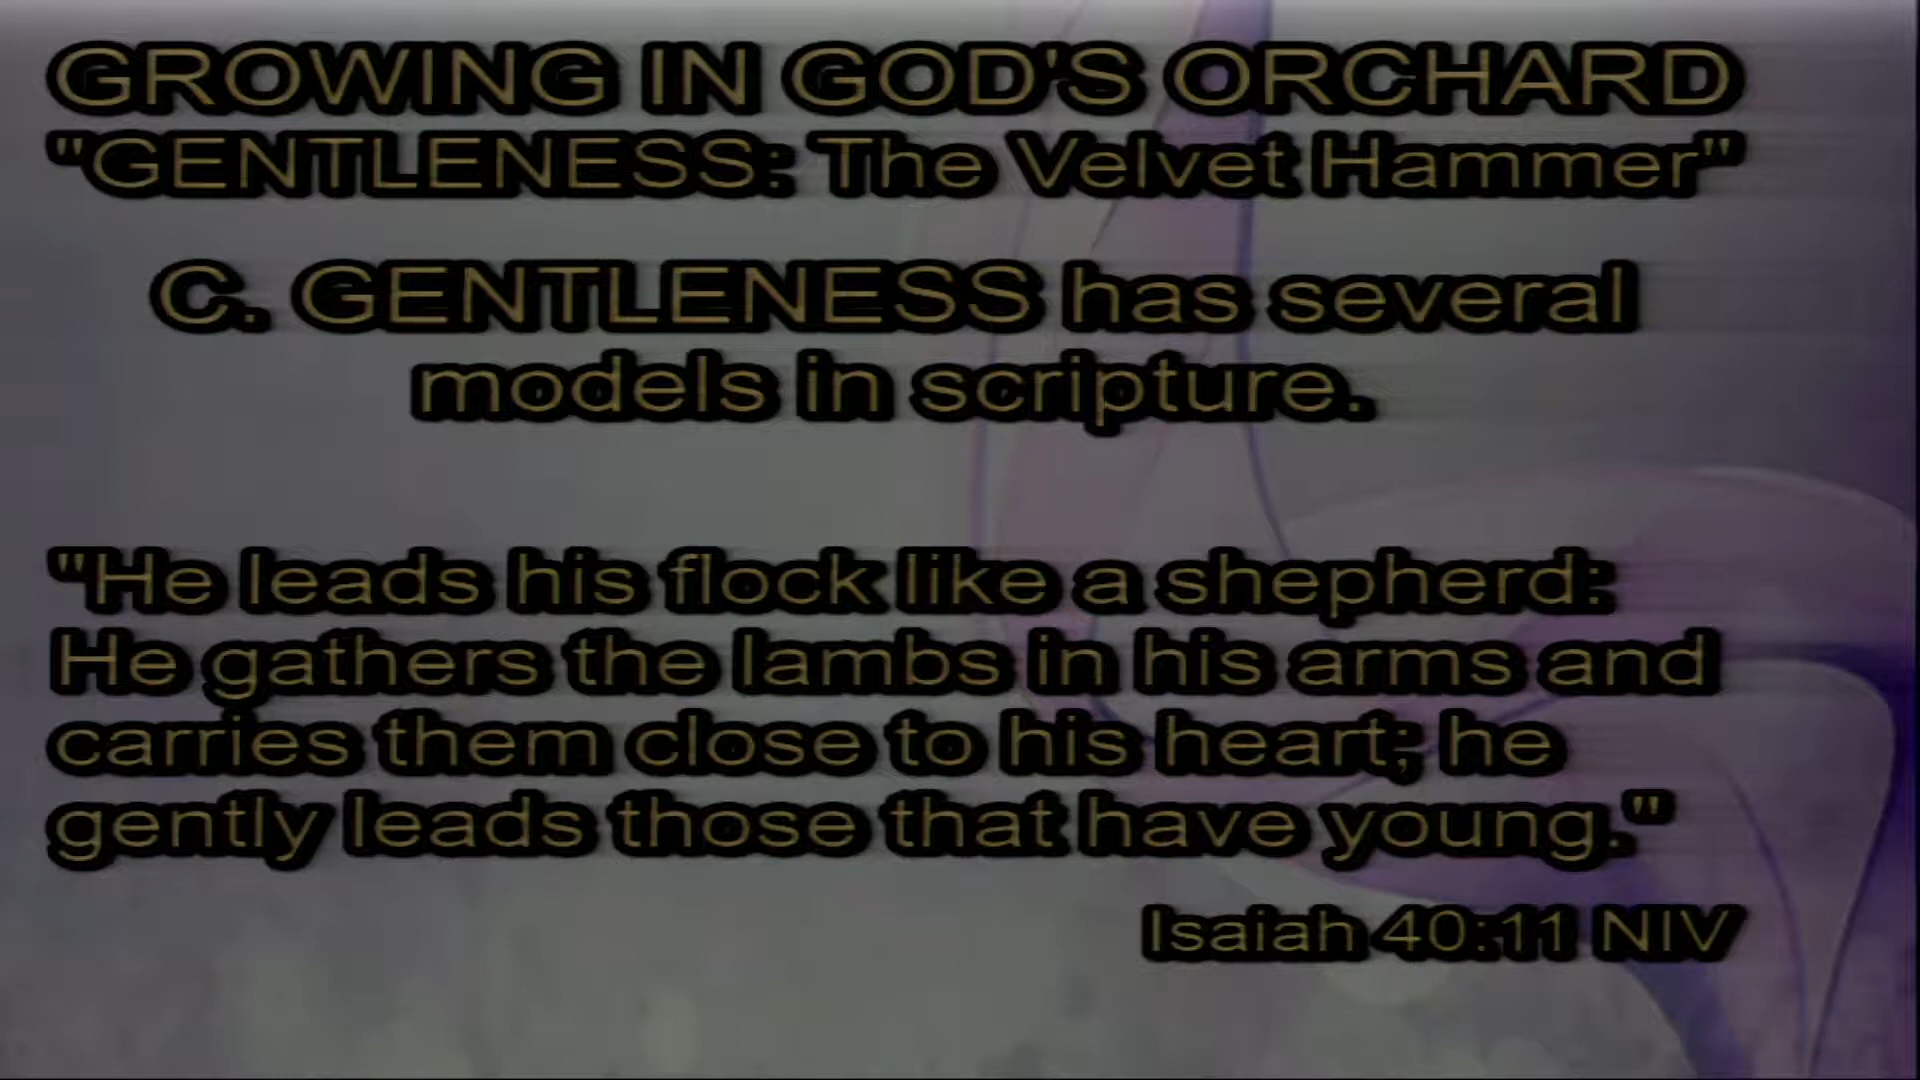 GROWING IN GOD'S ORCHARD
"GENTLENESS: The Velvet Hammer"
C. GENTLENESS has several
models in scripture.
"He leads his flock like a shepherd:
He gathers the lambs in his arms and
carries them close to his heart; he
gently leads those that have young."
Isaiah 40:11 NIV